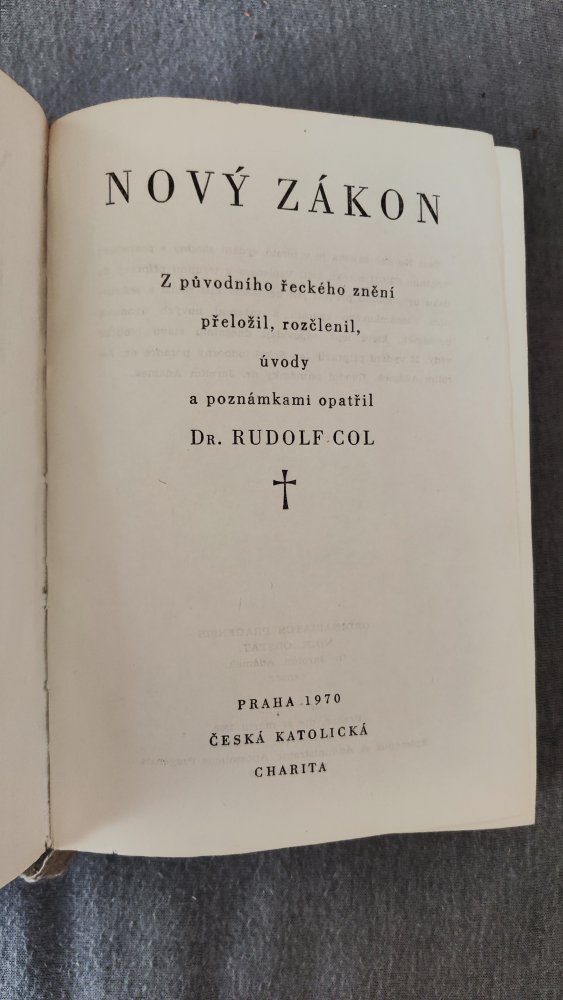 NOVÝ ZÁKON
Z původního řeckého znění
přeložil, rozčlenil,
úvody
a poznámkami opatřil
DR. RUDOLF COL
PRAHA 1970
ČESKÁ KATOLICKÁ
CHARITA